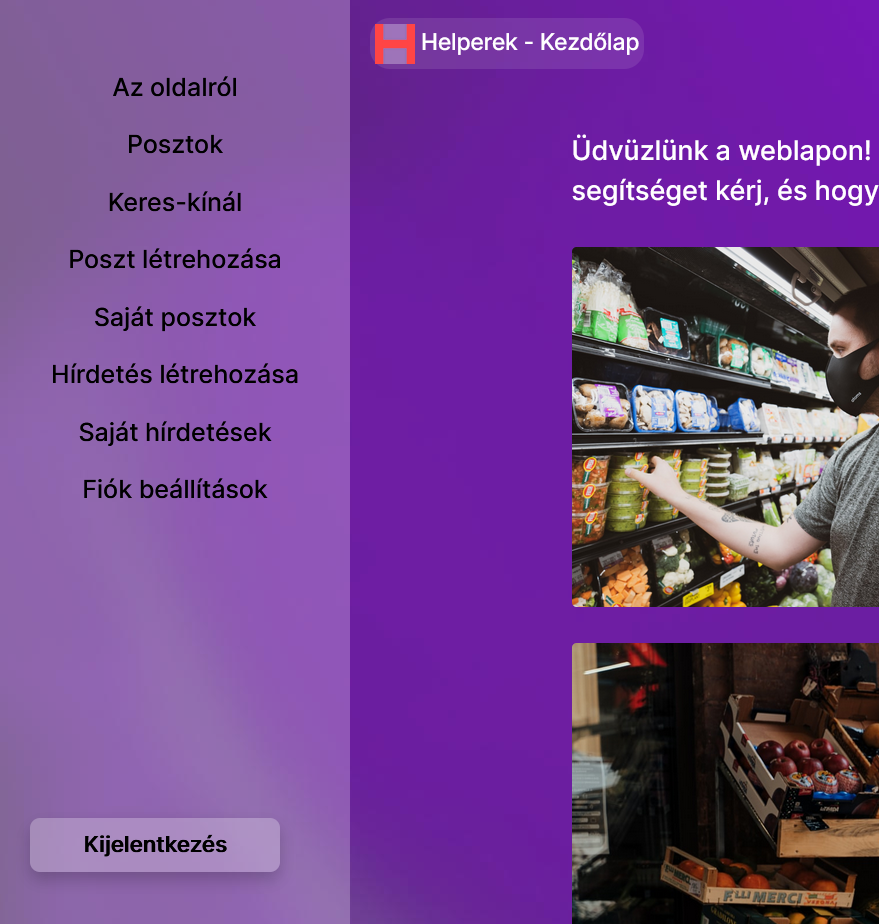 Helperek - Kezdőlap
Az oldalról
Posztok
Keres-kínál
Poszt létrehozása
Saját posztok
Hírdetés létrehozása
Saját hírdetések
Fiók beállítások
Kijelentkezés
Üdvüzlünk a weblapon!
segítséget kérj, és hogy
MERCI